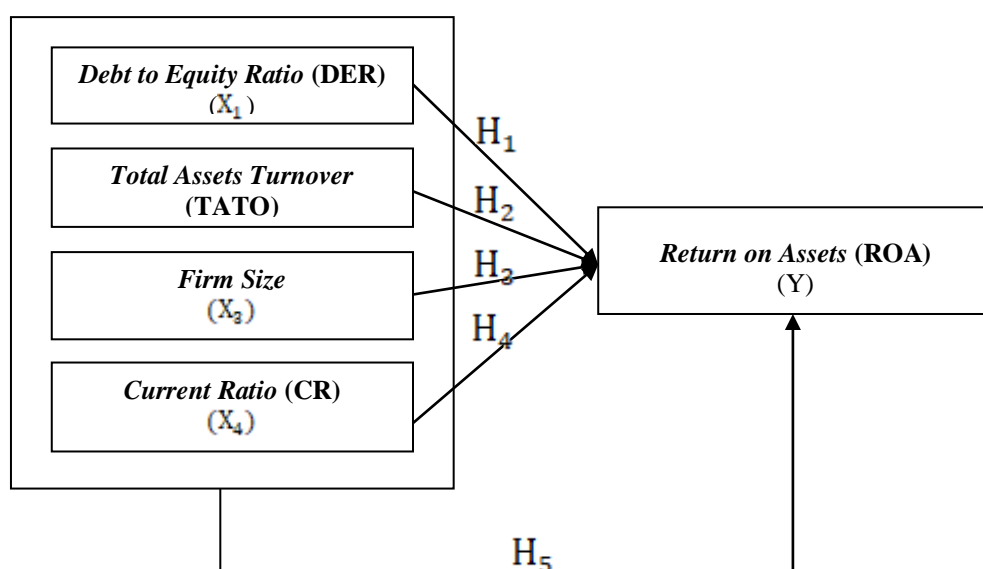 Debt to Equity Ratio (DER)
(X₁)
H₁
Total Assets Turnover
(TATO)
H₂
Firm Size
(X₃)
H₃
Current Ratio (CR)
(X₄)
H₄
Return on Assets (ROA)
(Y)
H₅